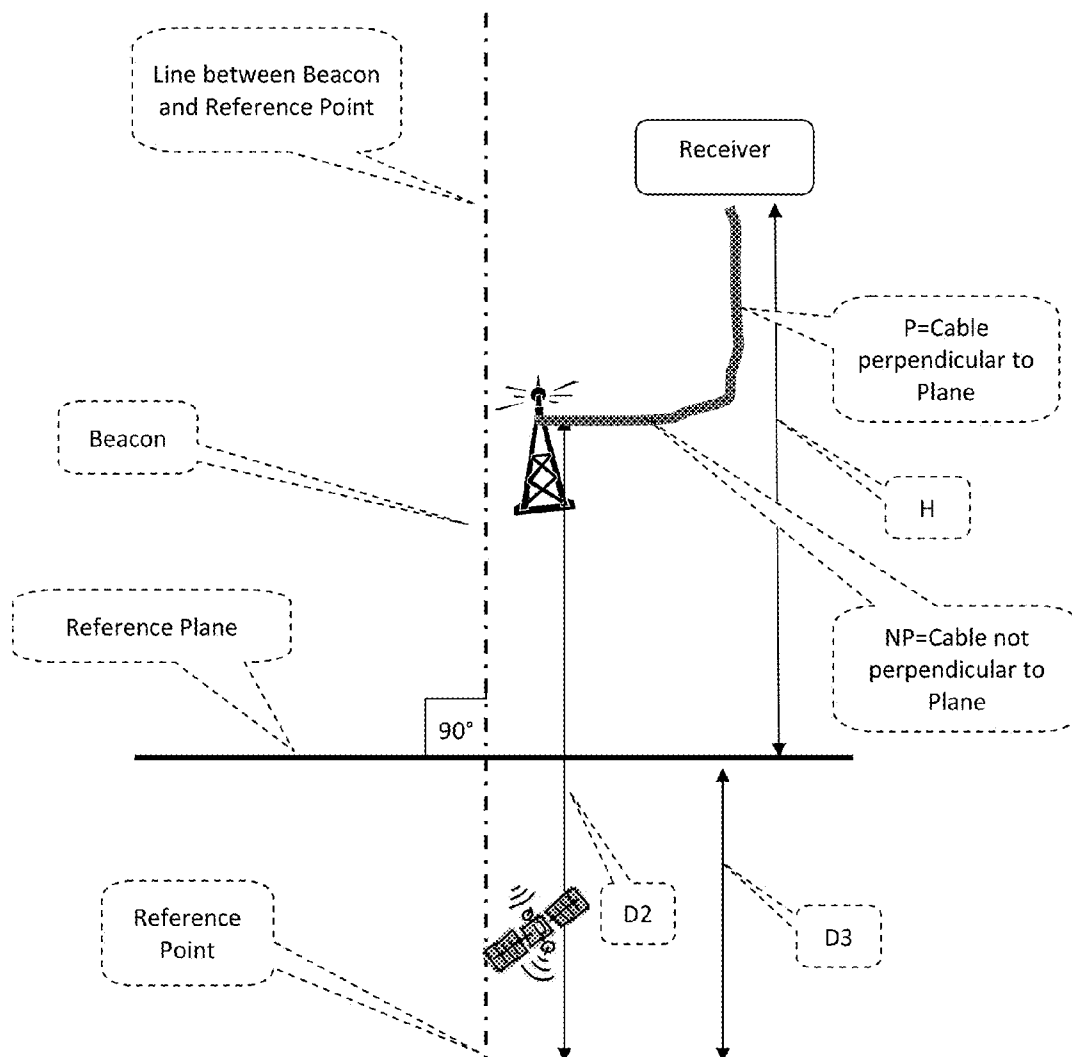 Line between Beacon
and Reference Point
Receiver
P=Cable
perpendicular to
Plane
Beacon
H
Reference Plane
NP=Cable not
perpendicular to
Plane
90°
Reference
Point
D2
D3